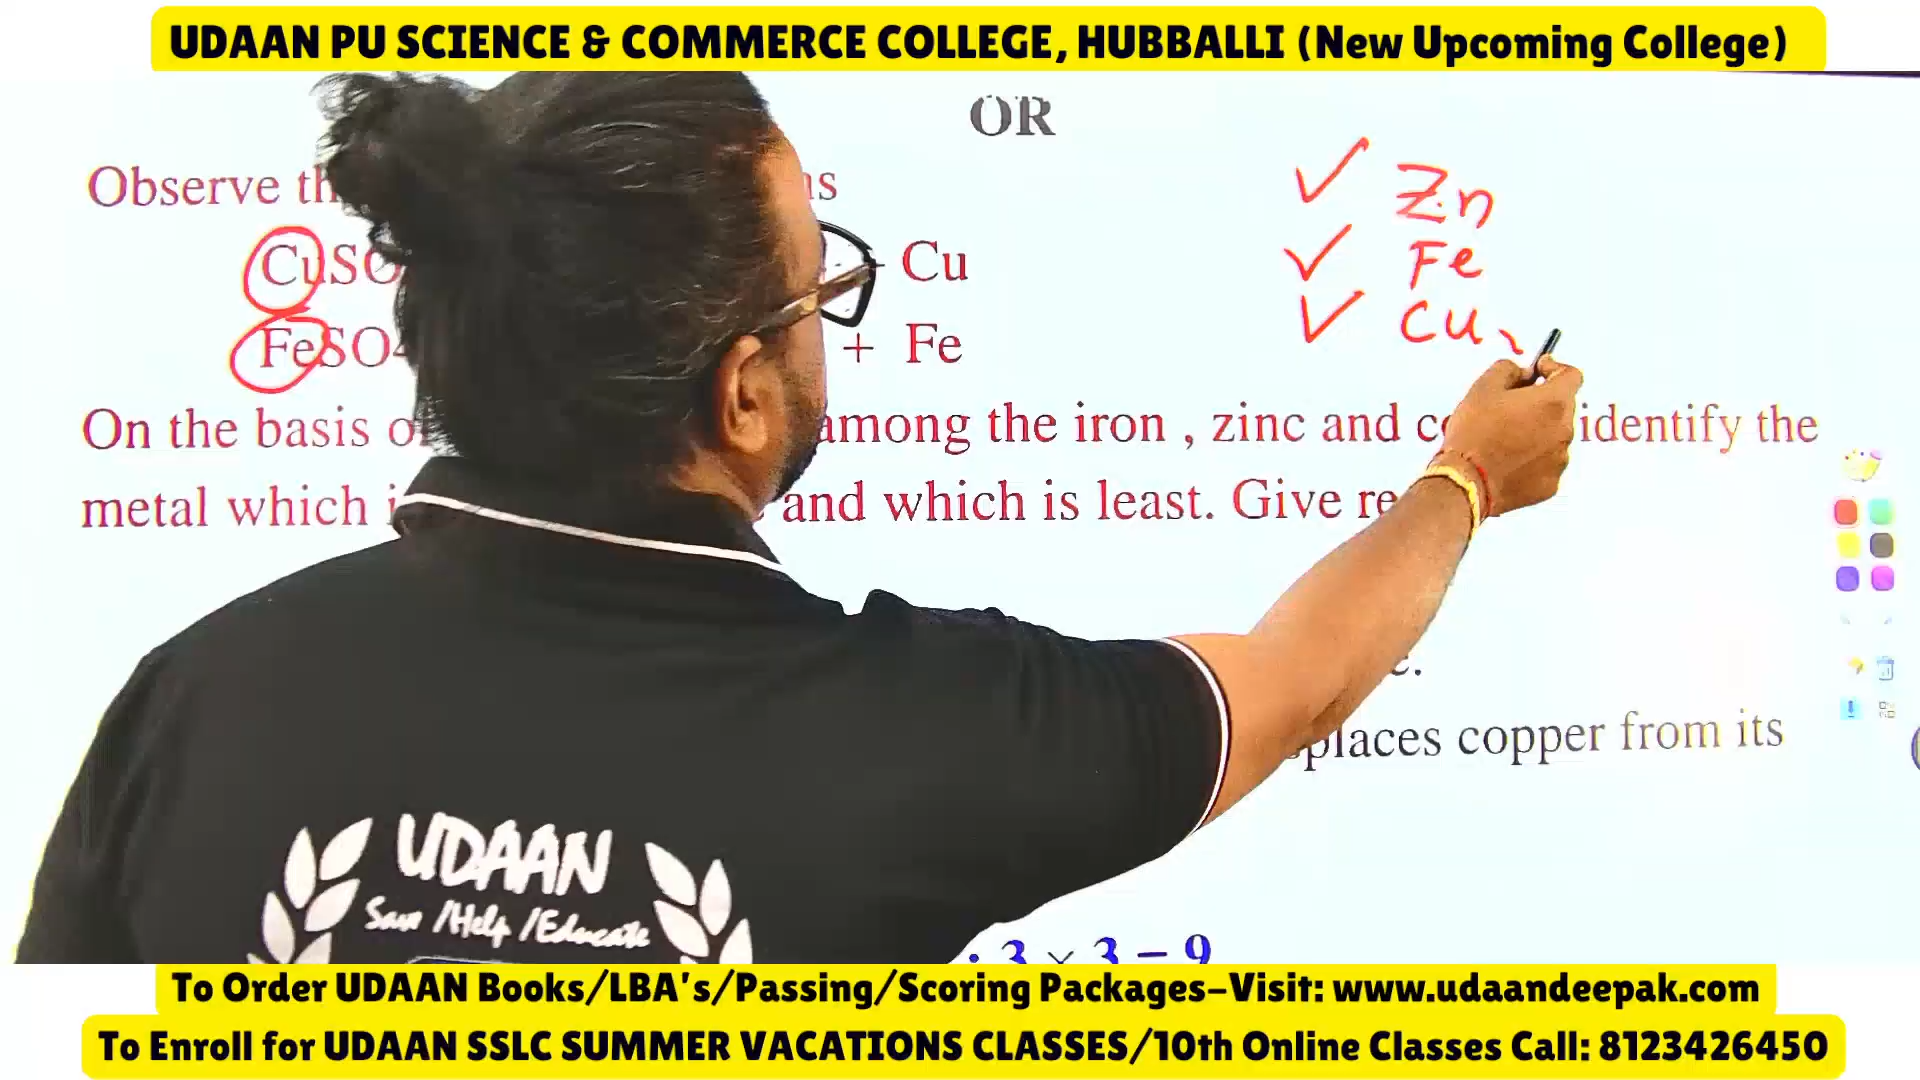 UDAAN PU SCIENCE & COMMERCE COLLEGE, HUBBALLI (New Upcoming College)
OR
Observe
CuSO + Cu
FeSO4 + Fe
✓ Zn
✓ Fe
✓ Cu
On the basis among the iron , zinc and identify the
metal which and which is least. Give
copper from its
3 × 3 = 9
UDAAN
Save /Help /Educate
To Order UDAAN Books/LBA's/Passing/Scoring Packages-Visit: www.udaandeepak.com
To Enroll for UDAAN SSLC SUMMER VACATIONS CLASSES/10th Online Classes Call: 8123426450